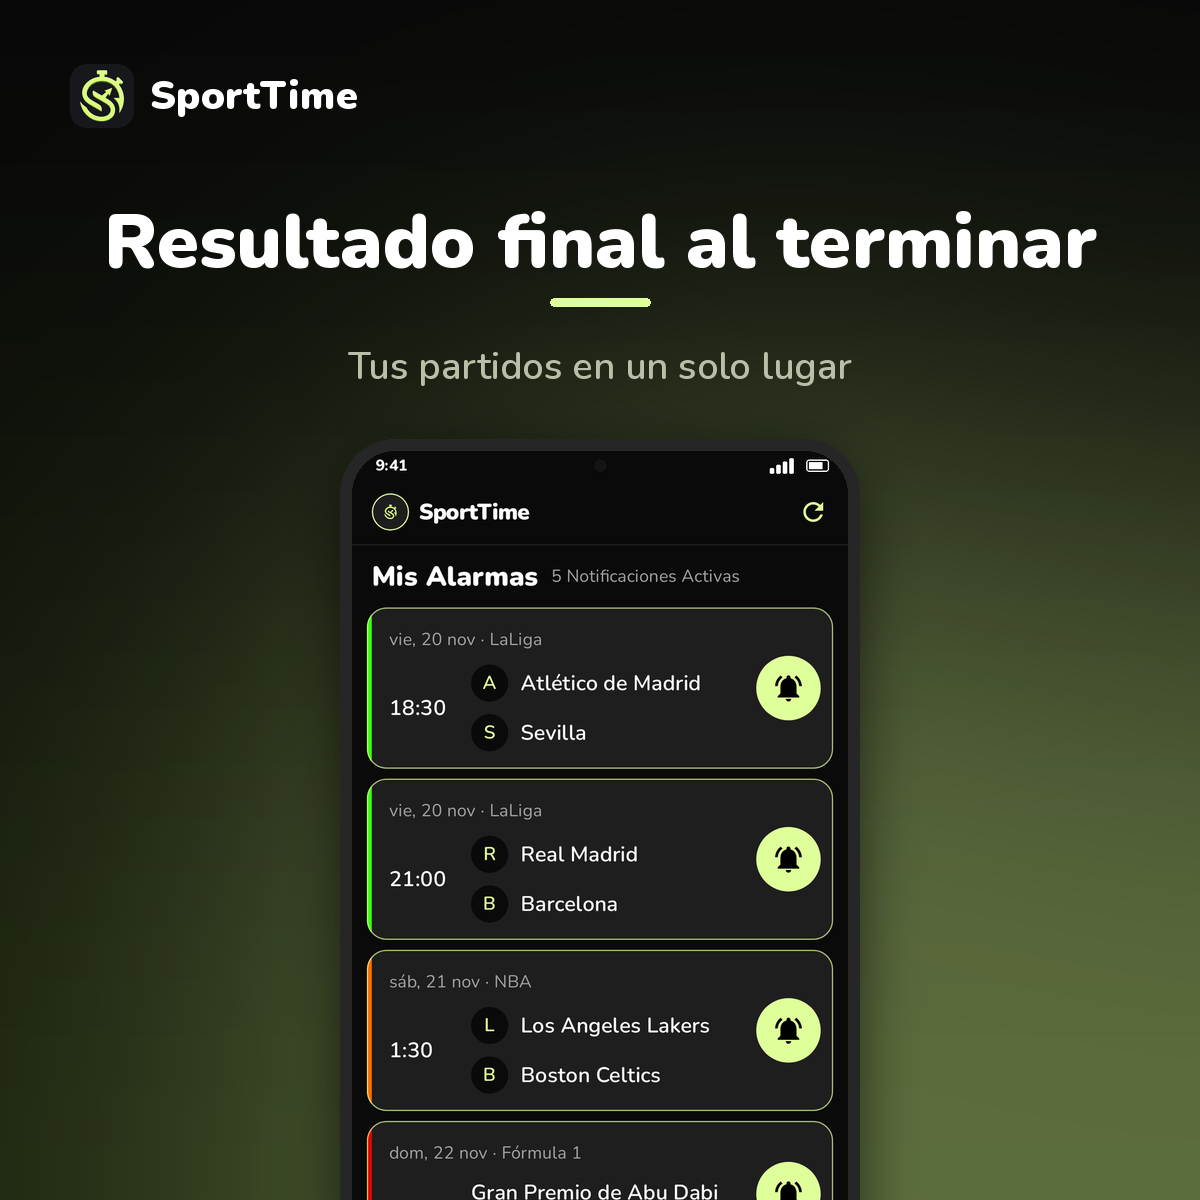 SportTime
Resultado final al terminar
Tus partidos en un solo lugar
9:41
SportTime
Mis Alarmas 5 Notificaciones Activas
vie, 20 nov · LaLiga
18:30
A Atlético de Madrid
S Sevilla
vie, 20 nov · LaLiga
21:00
R Real Madrid
B Barcelona
sáb, 21 nov · NBA
1:30
L Los Angeles Lakers
B Boston Celtics
dom, 22 nov · Fórmula 1
Gran Premio de Abu Dabi